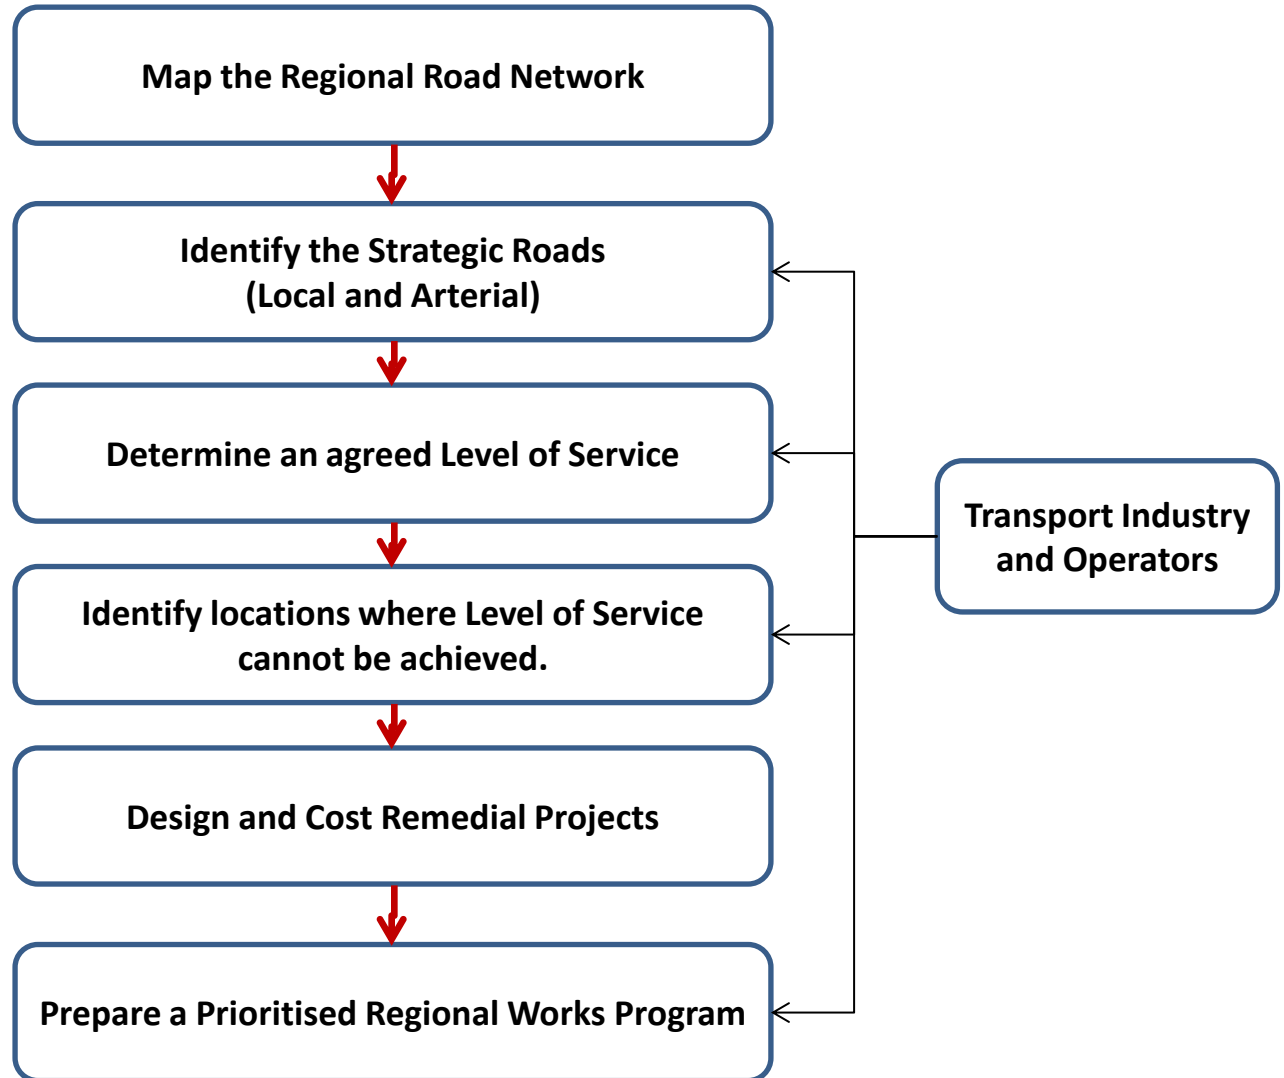 Map the Regional Road Network
Identify the Strategic Roads
(Local and Arterial)
Determine an agreed Level of Service
Identify locations where Level of Service
cannot be achieved.
Design and Cost Remedial Projects
Prepare a Prioritised Regional Works Program
Transport Industry
and Operators